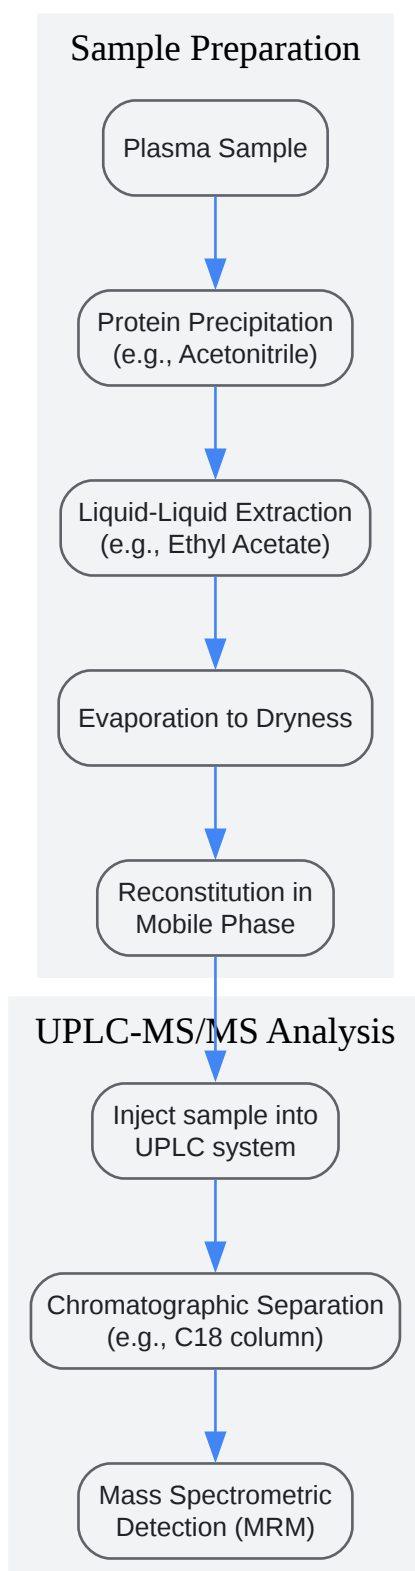 Sample Preparation
Plasma Sample
Protein Precipitation
(e.g., Acetonitrile)
Liquid-Liquid Extraction
(e.g., Ethyl Acetate)
Evaporation to Dryness
Reconstitution in
Mobile Phase
UPLC-MS/MS Analysis
Inject sample into
UPLC system
Chromatographic Separation
(e.g., C18 column)
Mass Spectrometric
Detection (MRM)